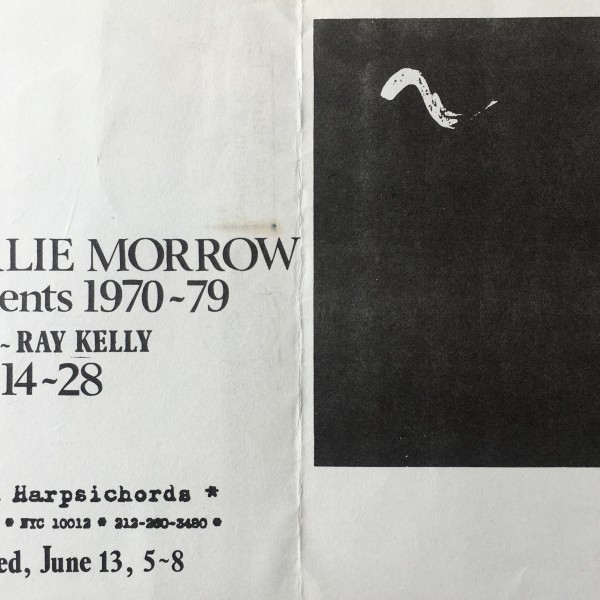 RLIE MORROW
ents 1970~79
~ RAY KELLY
14~28
Harpsichords *
* NYC 10012 * 212-260-3480 *
ed, June 13, 5~8